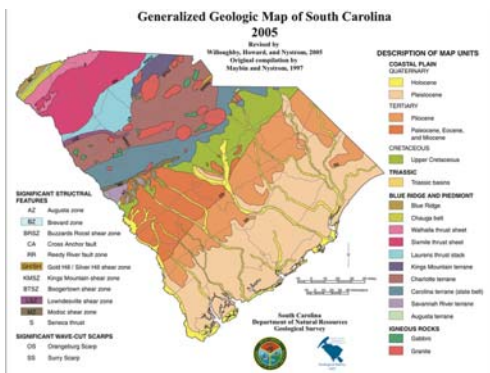 Generalized Geologic Map of South Carolina
2005
Revised by
Willoughby, Howard, and Nystrom, 2005
Original compilation by
Maybin and Nystrom, 1997
DESCRIPTION OF MAP UNITS
COASTAL PLAIN
QUATERNARY
Holocene
Pleistocene
TERTIARY
Pliocene
Paleocene, Eocene,
and Miocene
CRETACEOUS
Upper Cretaceous
TRIASSIC
Triassic basins
BLUE RIDGE AND PIEDMONT
Blue Ridge
Chauga belt
Walhalla thrust sheet
Sixmile thrust sheet
Laurens thrust stack
Kings Mountain terrane
Charlotte terrane
Carolina terrane (slate belt)
Savannah River terrane
Augusta terrane
IGNEOUS ROCKS
Gabbro
Granite
SIGNIFICANT STRUCTRAL
FEATURES
AZ Augusta zone
BZ Brevard zone
BRSZ Buzzards Roost shear zone
CA Cross Anchor fault
RR Reedy River fault zone
Gold Hill / Silver Hill shear zone
KMSZ Kings Mountain shear zone
BTSZ Boogertown shear zone
LSZ Lowndesville shear zone
MZ Modoc shear zone
S Seneca thrust
SIGNIFICANT WAVE-CUT SCARPS
OS Orangeburg Scarp
SS Surry Scarp
South Carolina
Department of Natural Resources
Geological Survey